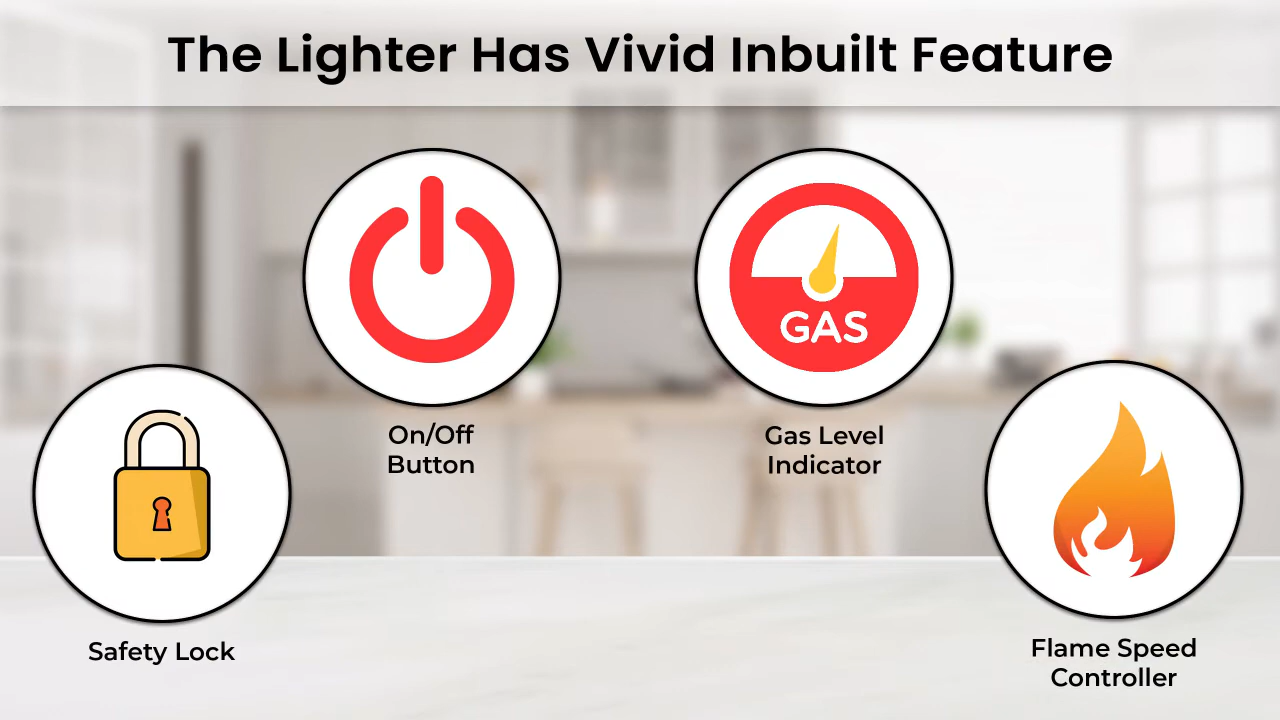 The Lighter Has Vivid Inbuilt Feature
GAS
On/Off
Button
Gas Level
Indicator
Safety Lock
Flame Speed
Controller